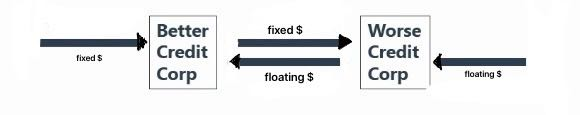 fixed $
Better
Credit
Corp
fixed $
floating $
Worse
Credit
Corp
floating $